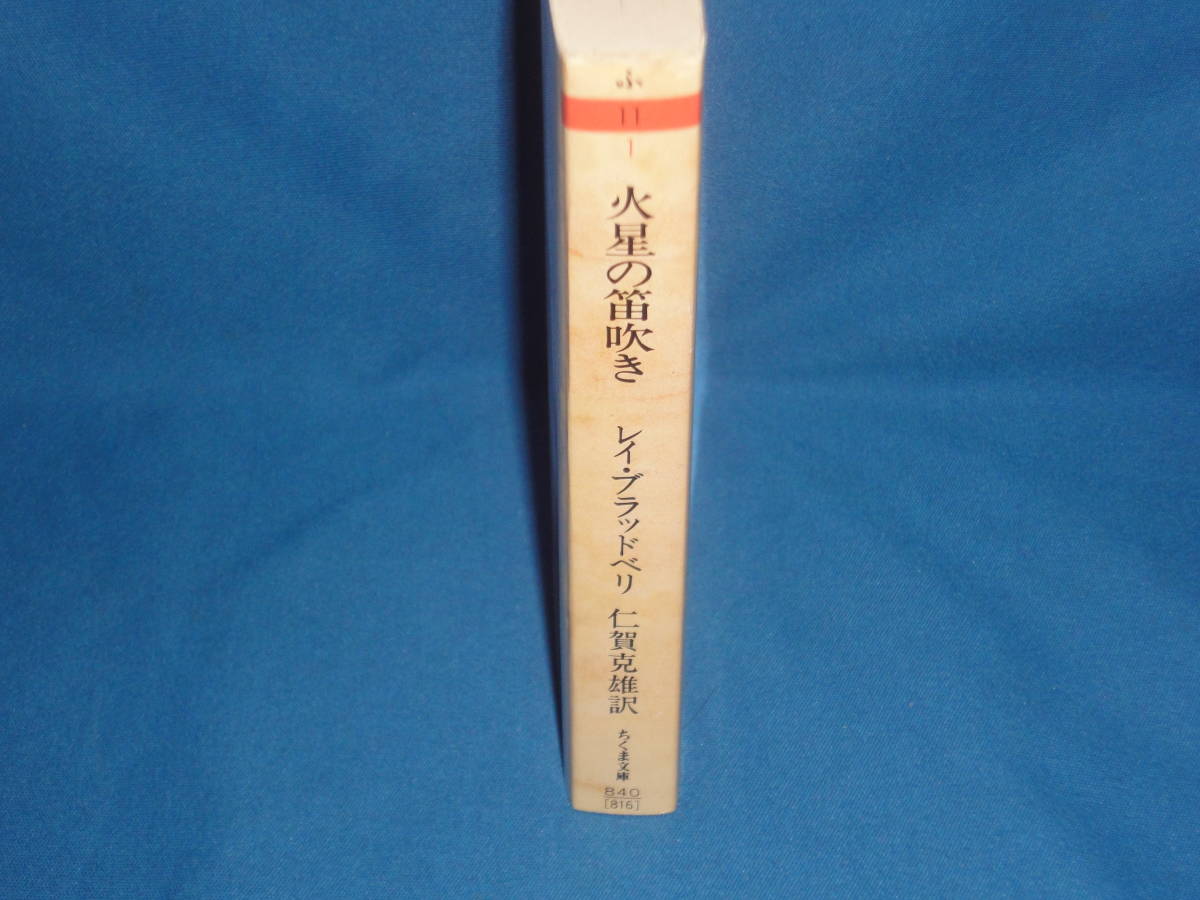 ふ
11
1
火星の笛吹き
レイ・ブラッドベリ
仁賀克雄訳
ちくま文庫
840
[816]